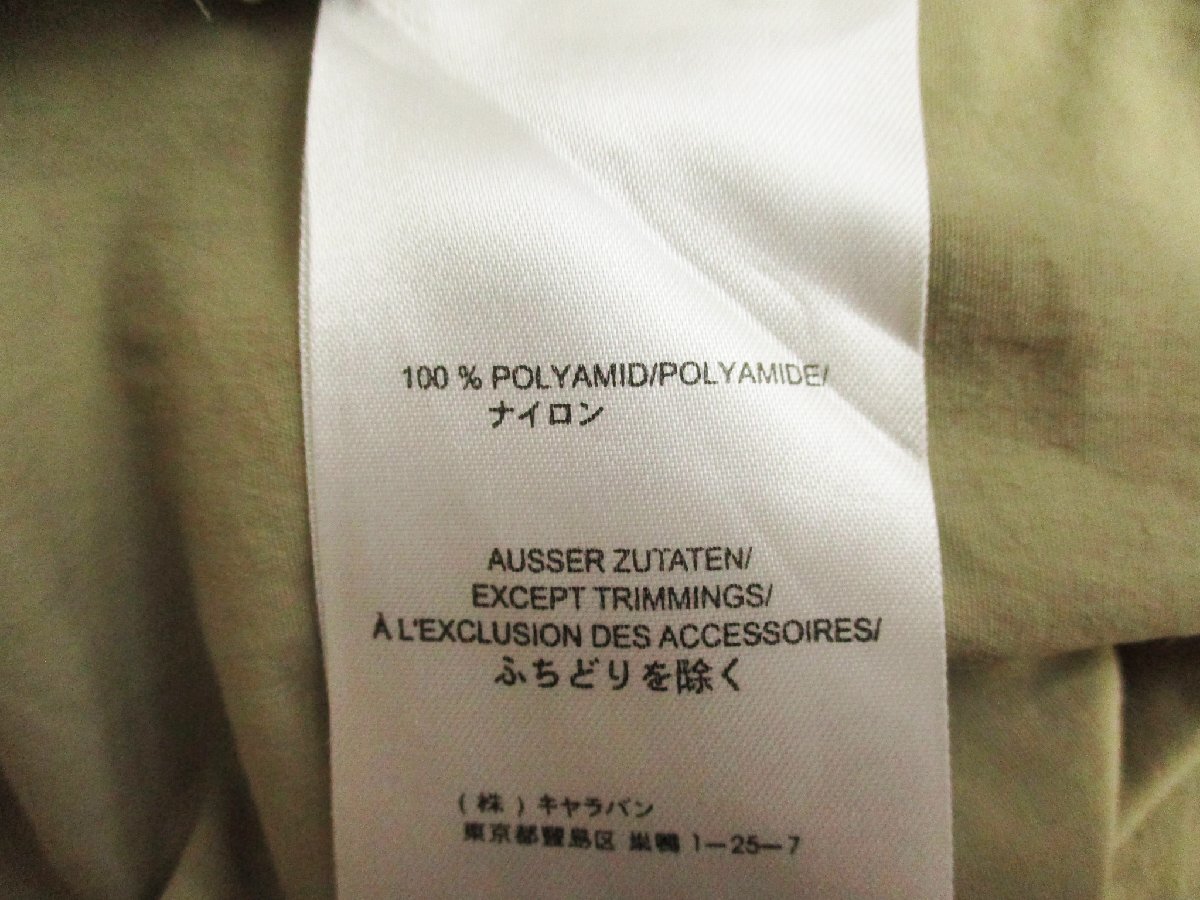 100 % POLYAMID/POLYAMIDE/
ナイロン
AUSSER ZUTATEN/
EXCEPT TRIMMINGS/
À L'EXCLUSION DES ACCESSOIRES/
ふちどりを除く
(株)キャラバン
東京都豊島区 巣鴨 1-25-7